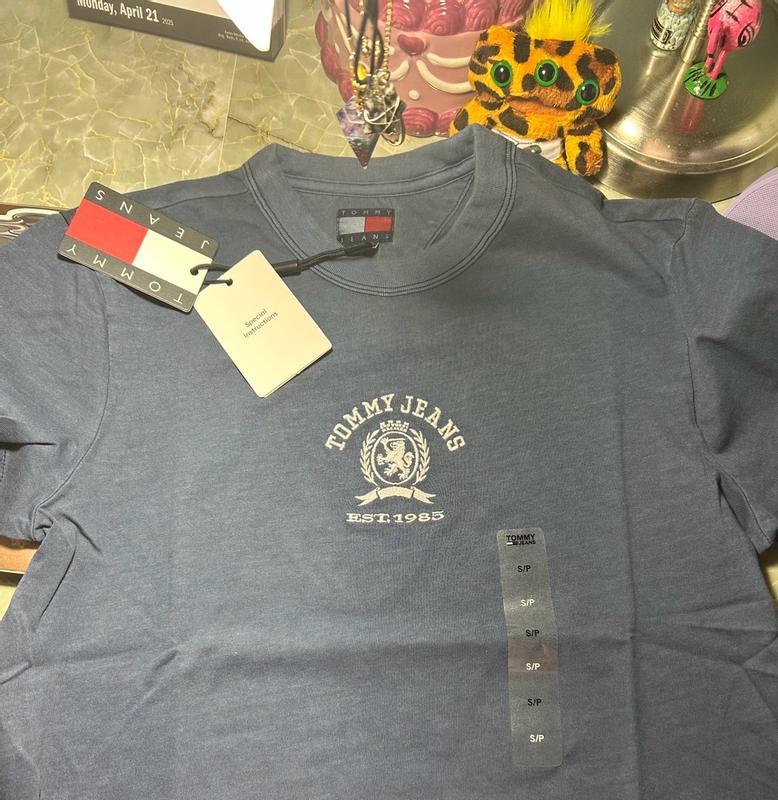 Monday, April 21 2025
TOMMY
JEANS
TOMMY
JEANS
Special
Instructions
TOMMY JEANS
EST. 1985
TOMMY
JEANS
S/P
S/P
S/P
S/P
S/P
S/P